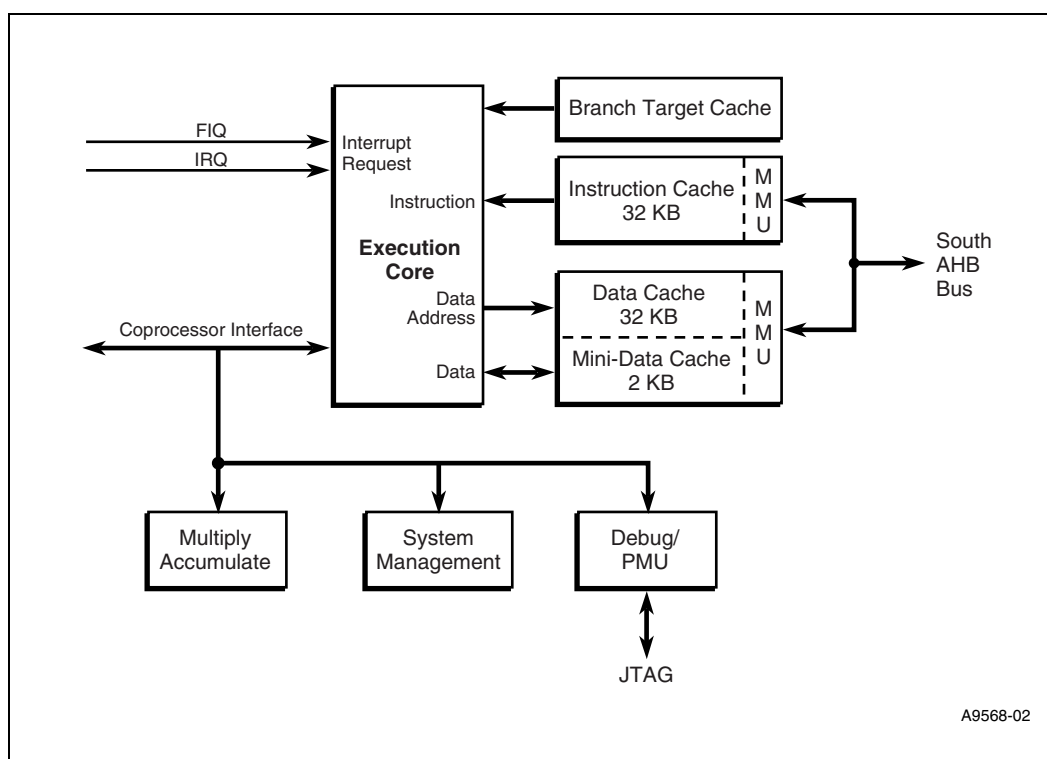 Branch Target Cache
FIQ
IRQ
Interrupt
Request
Instruction
Instruction Cache
32 KB
M
M
U
Execution
Core
South
AHB
Bus
Data
Address
Data Cache
32 KB
M
M
U
Coprocessor Interface
Data
Mini-Data Cache
2 KB
Multiply
Accumulate
System
Management
Debug/
PMU
JTAG
A9568-02